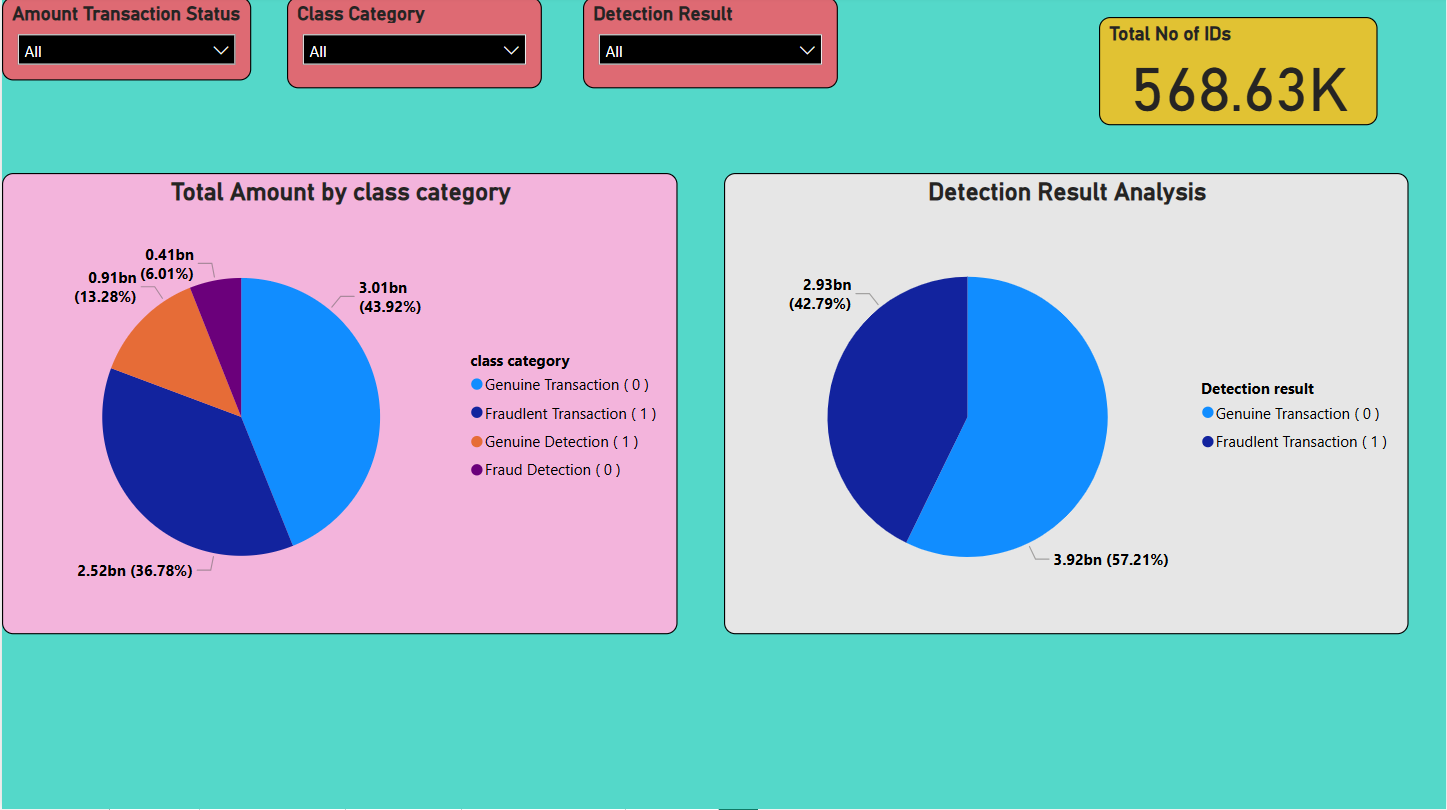 Amount Transaction Status
All
Class Category
All
Detection Result
All
Total No of IDs
568.63K
Total Amount by class category
0.41bn
(6.01%)
0.91bn
(13.28%)
3.01bn
(43.92%)
2.52bn (36.78%)
class category
Genuine Transaction ( 0 )
Fraudlent Transaction ( 1 )
Genuine Detection ( 1 )
Fraud Detection ( 0 )
Detection Result Analysis
2.93bn
(42.79%)
3.92bn (57.21%)
Detection result
Genuine Transaction ( 0 )
Fraudlent Transaction ( 1 )